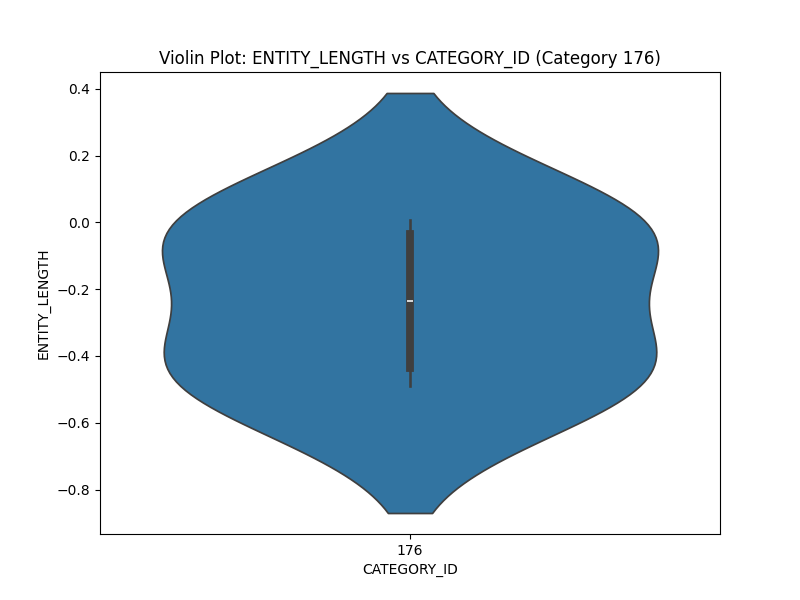 Violin Plot: ENTITY_LENGTH vs CATEGORY_ID (Category 176)
0.4
0.2
0.0
−0.2
−0.4
−0.6
−0.8
ENTITY_LENGTH
176
CATEGORY_ID